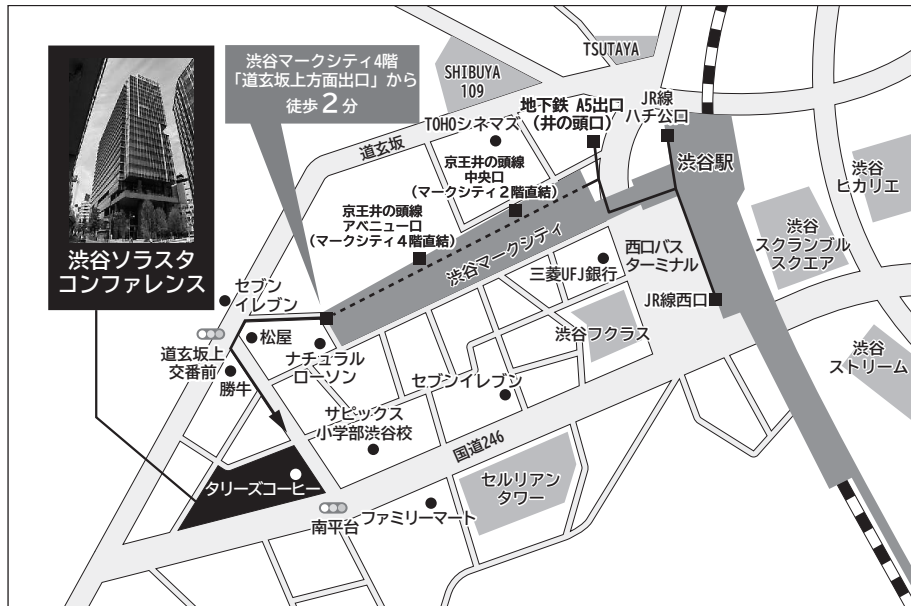 渋谷マークシティ4階
「道玄坂上方面出口」から
徒歩2分
渋谷ソラスタ
コンファレンス
TSUTAYA
SHIBUYA
109
道玄坂
TOHOシネマズ
地下鉄 A5出口
（井の頭口）
JR線
ハチ公口
渋谷駅
京王井の頭線
中央口
（マークシティ2階直結）
京王井の頭線
アベニュー口
（マークシティ4階直結）
渋谷マークシティ
渋谷
ヒカリエ
渋谷
スクランブル
スクエア
西口バス
ターミナル
三菱UFJ銀行
JR線西口
セブン
イレブン
松屋
道玄坂上
交番前
勝牛
ナチュラル
ローソン
渋谷フクラス
渋谷
ストリーム
セブンイレブン
サピックス
小学部渋谷校
国道246
タリーズコーヒー
セルリアン
タワー
南平台
ファミリーマート